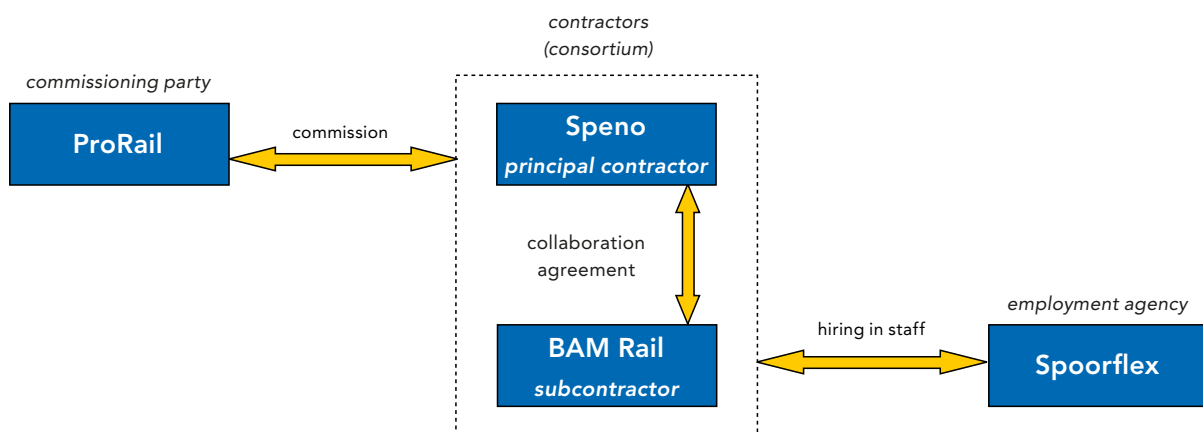 contractors
(consortium)
commissioning party
ProRail
commission
Speno
principal contractor
collaboration
agreement
BAM Rail
subcontractor
hiring in staff
employment agency
Spoorflex